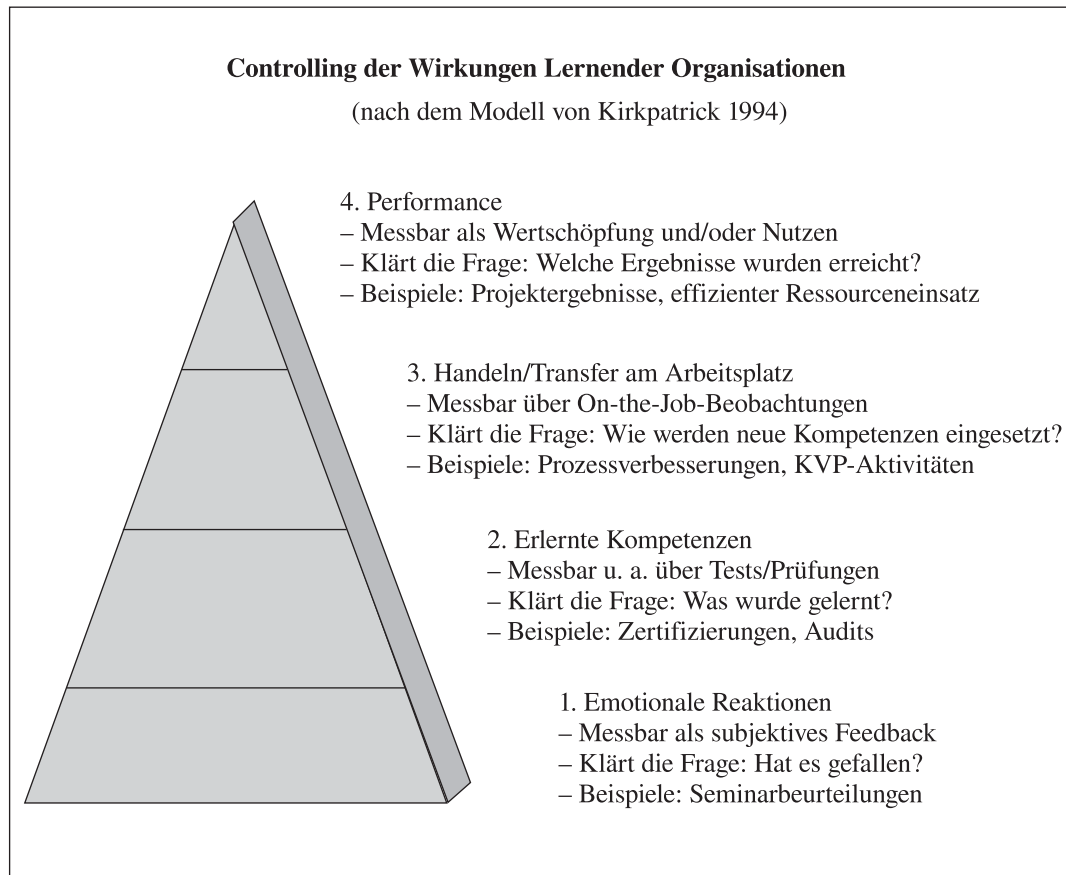 Controlling der Wirkungen Lernender Organisationen
(nach dem Modell von Kirkpatrick 1994)
4. Performance
– Messbar als Wertschöpfung und/oder Nutzen
– Klärt die Frage: Welche Ergebnisse wurden erreicht?
– Beispiele: Projektergebnisse, effizienter Ressourceneinsatz
3. Handeln/Transfer am Arbeitsplatz
– Messbar über On-the-Job-Beobachtungen
– Klärt die Frage: Wie werden neue Kompetenzen eingesetzt?
– Beispiele: Prozessverbesserungen, KVP-Aktivitäten
2. Erlernte Kompetenzen
– Messbar u. a. über Tests/Prüfungen
– Klärt die Frage: Was wurde gelernt?
– Beispiele: Zertifizierungen, Audits
1. Emotionale Reaktionen
– Messbar als subjektives Feedback
– Klärt die Frage: Hat es gefallen?
– Beispiele: Seminarbeurteilungen